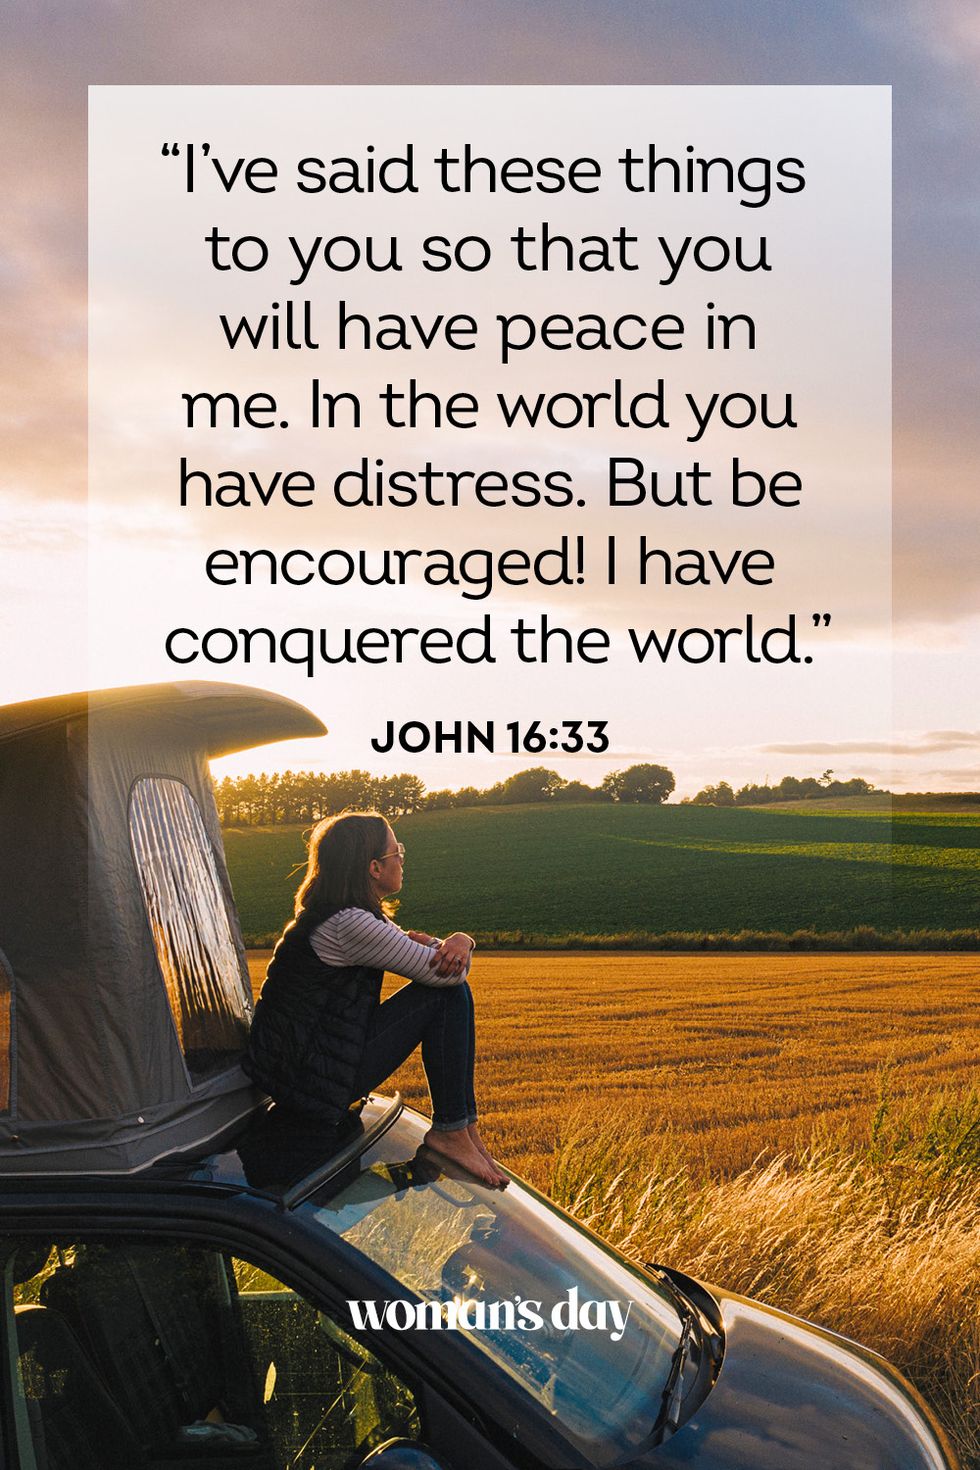 “I’ve said these things
to you so that you
will have peace in
me. In the world you
have distress. But be
encouraged! I have
conquered the world.”
JOHN 16:33
woman’s day